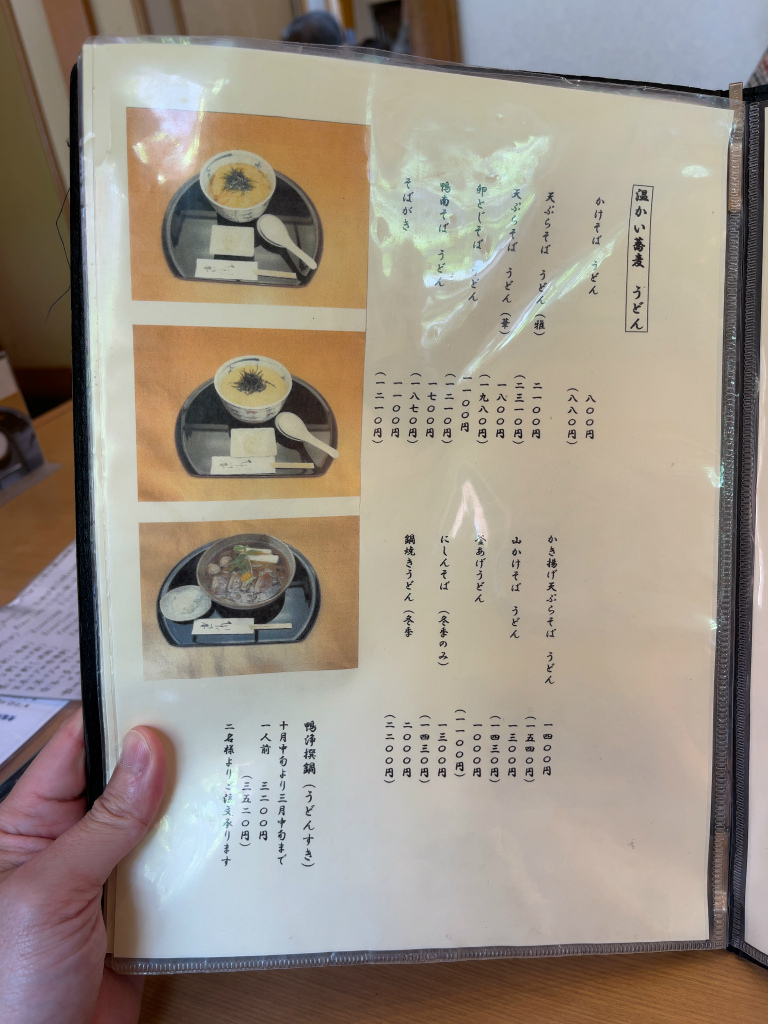 温かい蕎麦 うどん
かけそば うどん 八〇〇円
(八八〇円)
天ぷらそば うどん(雅) 二一〇〇円
(二三一〇円)
天ぷらそば うどん(華) 一八〇〇円
(一九八〇円)
卵とじそば うどん 一一〇〇円
(一二一〇円)
鴨南そば うどん 一七〇〇円
(一八七〇円)
そばがき 一一〇〇円
(一二一〇円)
かき揚げ天ぷらそば うどん 一四〇〇円
(一五四〇円)
山かけそば うどん 一三〇〇円
(一四三〇円)
釜あげうどん 一〇〇〇円
(一一〇〇円)
にしんそば (冬季のみ) 一三〇〇円
(一四三〇円)
鍋焼きうどん (冬季 二〇〇〇円
(二二〇〇円)
鴨浄撰鍋(うどんすき)
十月中旬より三月中旬まで
一人前 三二〇〇円
(三五二〇円)
二名様よりご注文承ります